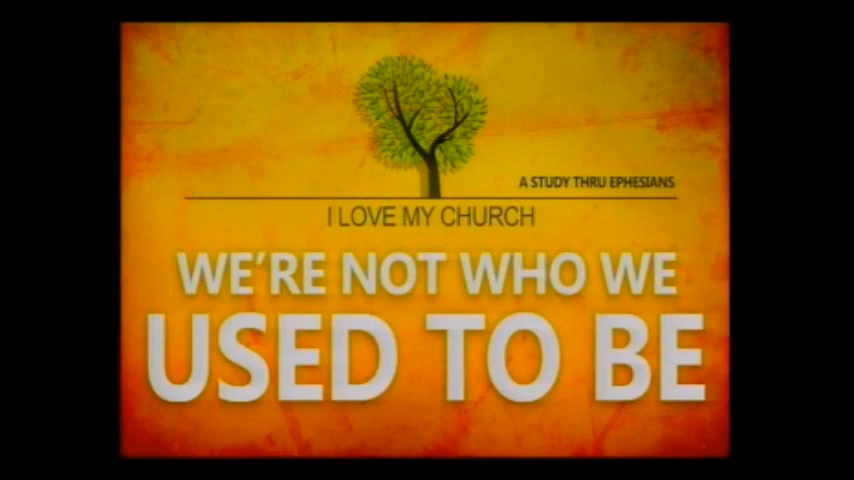 A STUDY THRU EPHESIANS
I LOVE MY CHURCH
WE'RE NOT WHO WE
USED TO BE